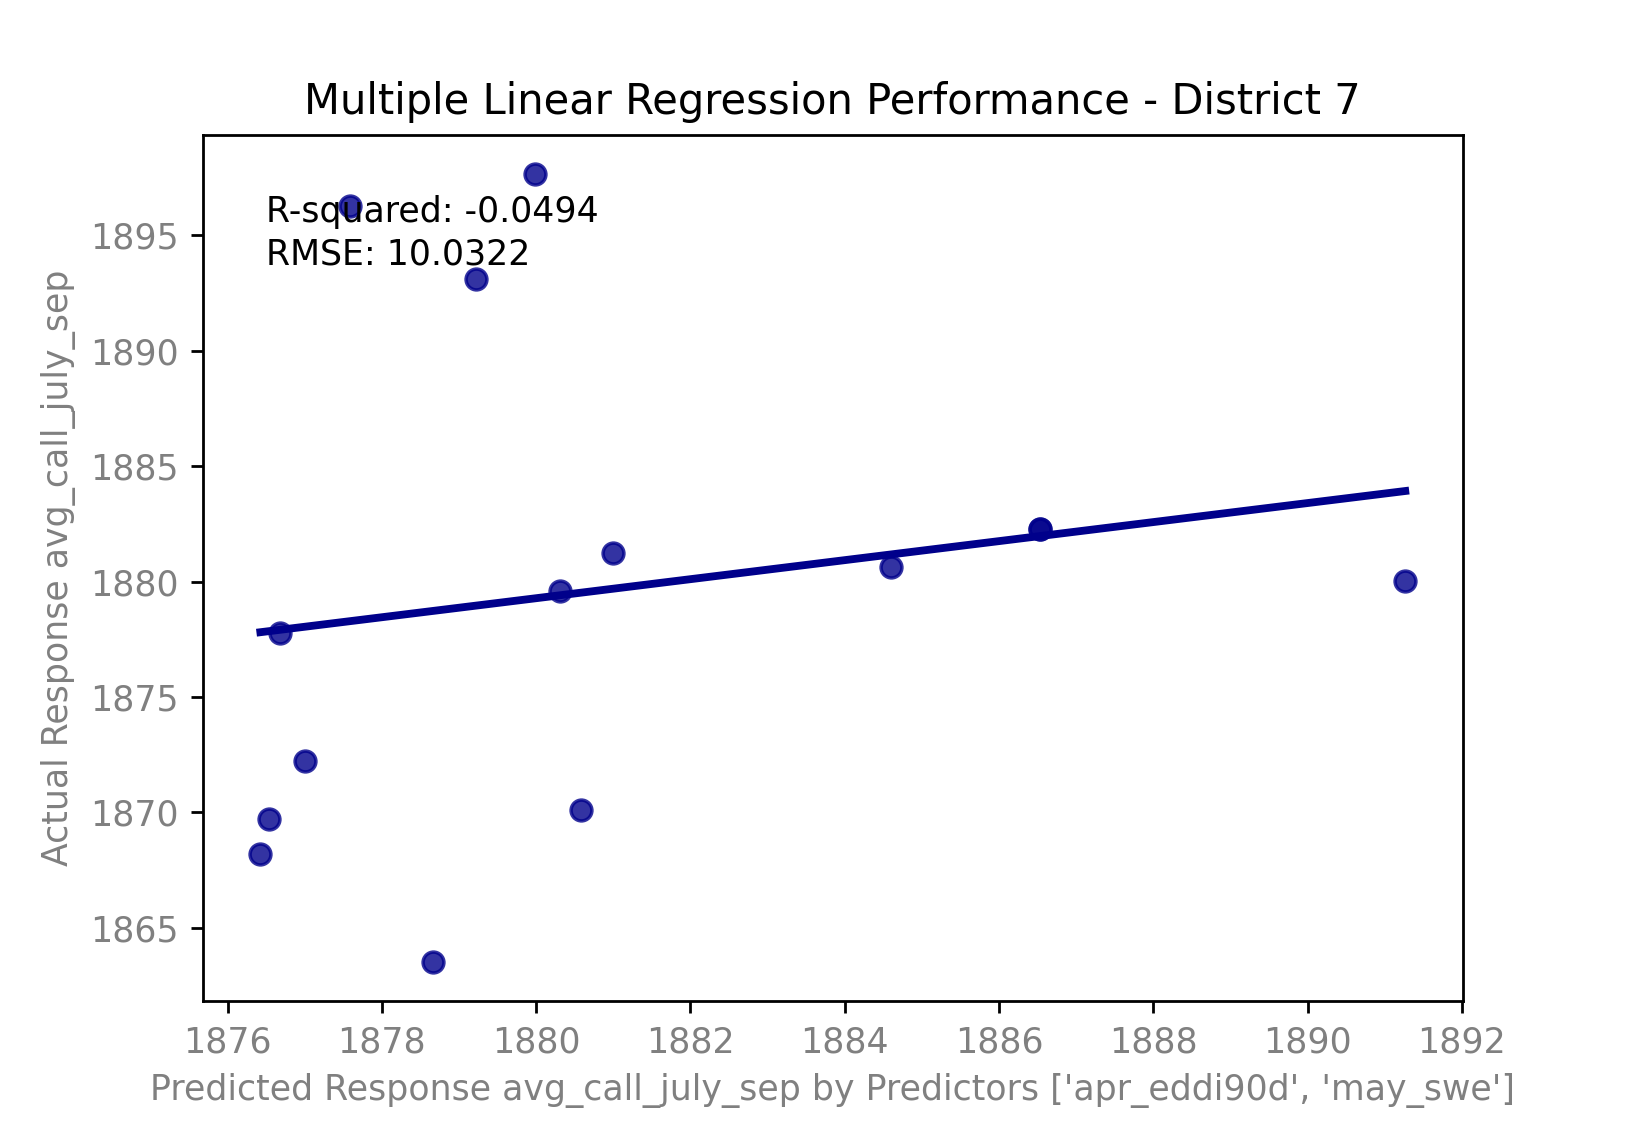 Multiple Linear Regression Performance - District 7
R-squared: -0.0494
RMSE: 10.0322
Actual Response avg_call_july_sep
1895
1890
1885
1880
1875
1870
1865
1876 1878 1880 1882 1884 1886 1888 1890 1892
Predicted Response avg_call_july_sep by Predictors ['apr_eddi90d', 'may_swe']